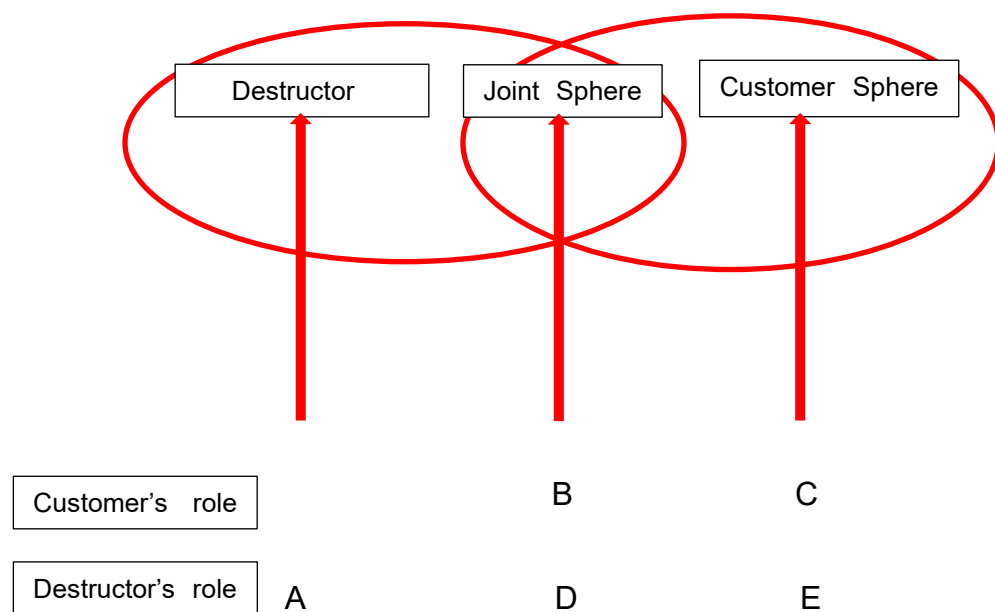 Destructor
Joint Sphere
Customer Sphere
Customer’s role
B
C
Destructor’s role
A
D
E